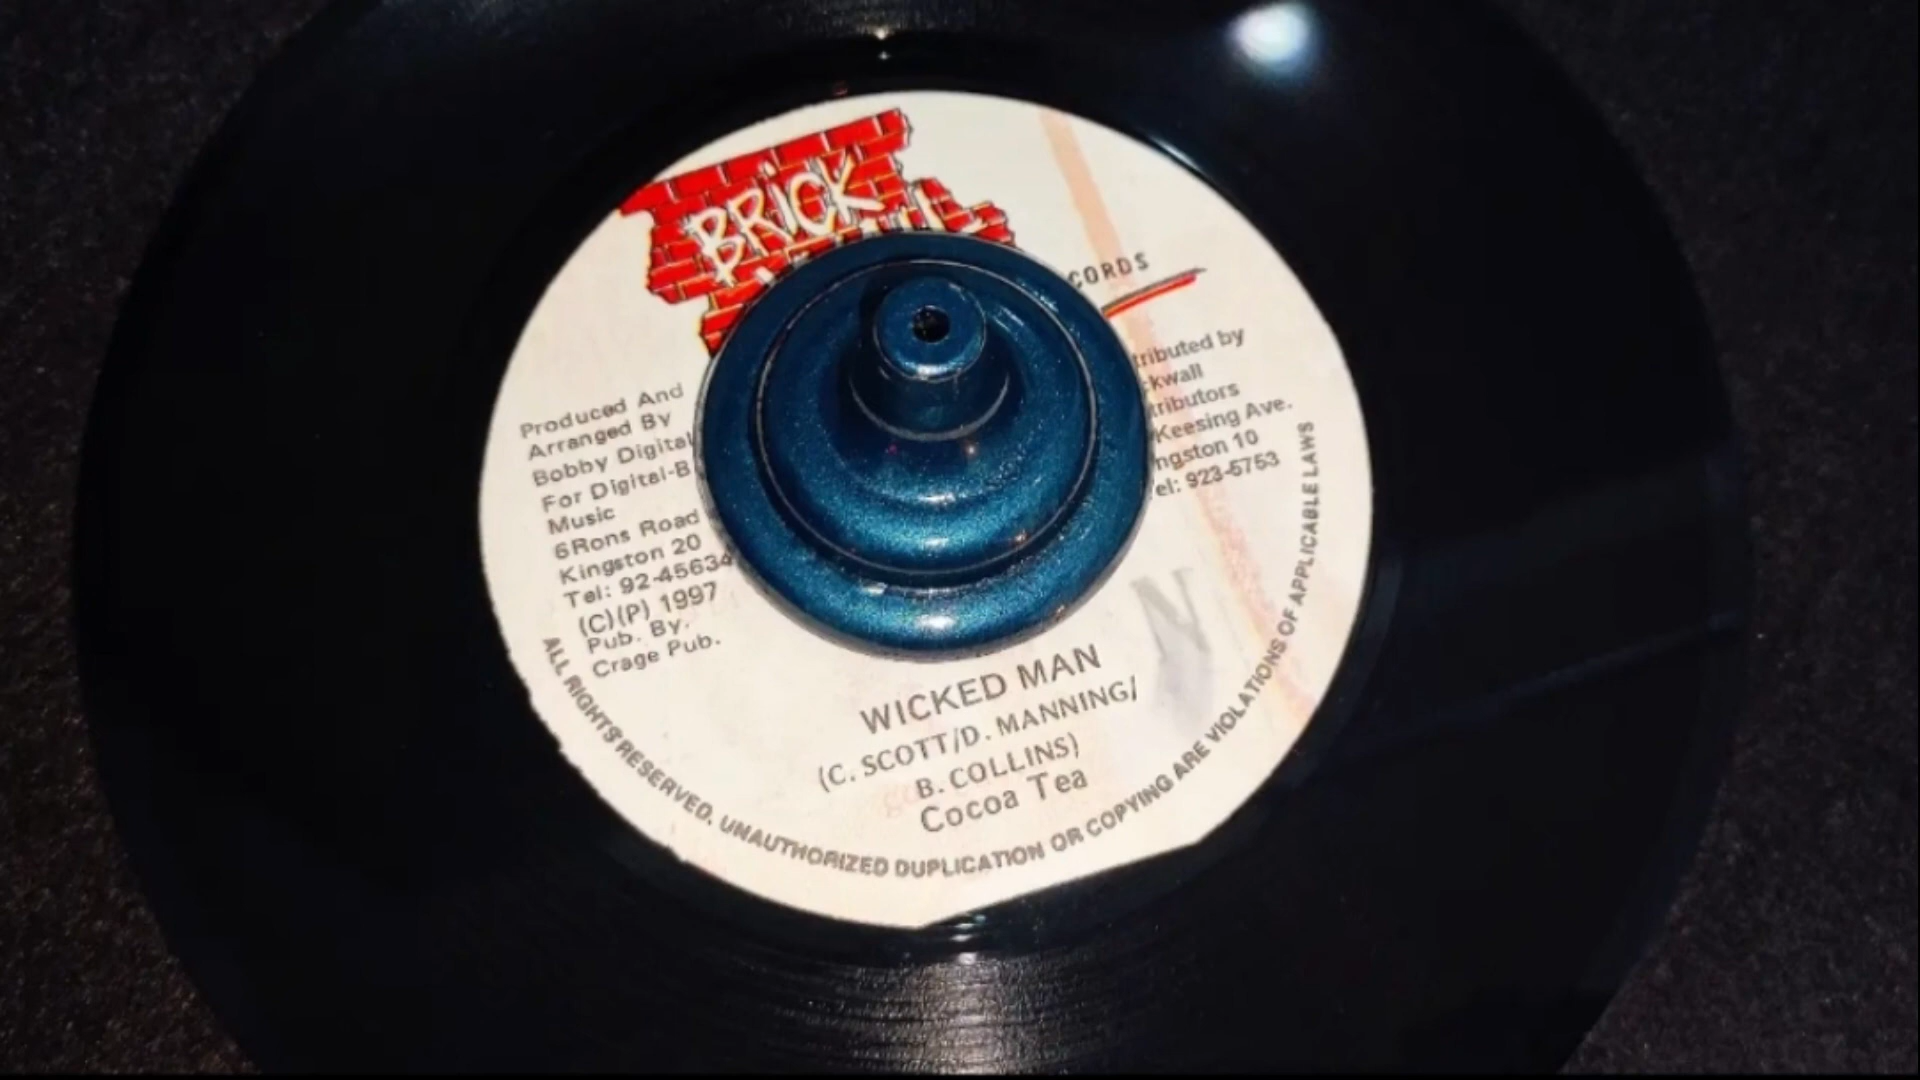 BRICK
CORDS
Produced And
Arranged By
Bobby Digital
For Digital-B
Music
6Rons Road
Kingston 20
Tel: 92-45634
(C)(P) 1997
Pub. By.
Crage Pub.
tributed by
ckwall
tributors
Keesing Ave.
ngston 10
el: 923-5753
N
WICKED MAN
(C. SCOTT/D. MANNING/
B. COLLINS)
Cocoa Tea
ALL RIGHTS RESERVED. UNAUTHORIZED DUPLICATION OR COPYING ARE VIOLATIONS OF APPLICABLE LAWS